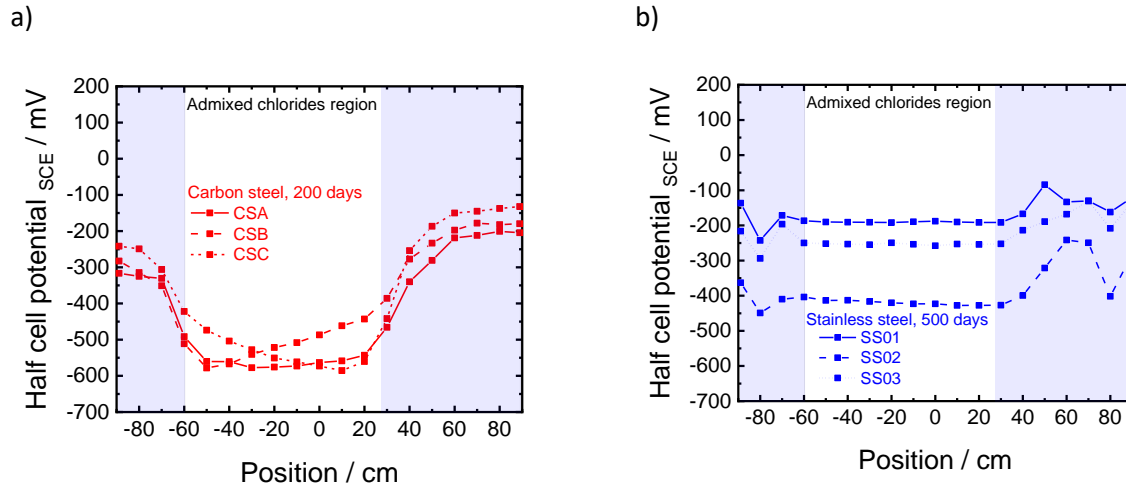 a)
Half cell potential SCE / mV
200
100
0
-100
-200
-300
-400
-500
-600
-700
Admixed chlorides region
Carbon steel, 200 days
CSA
CSB
CSC
-80 -60 -40 -20 0 20 40 60 80
Position / cm
b)
Half cell potential SCE / mV
200
100
0
-100
-200
-300
-400
-500
-600
-700
Admixed chlorides region
Stainless steel, 500 days
SS01
SS02
SS03
-80 -60 -40 -20 0 20 40 60 80
Position / cm